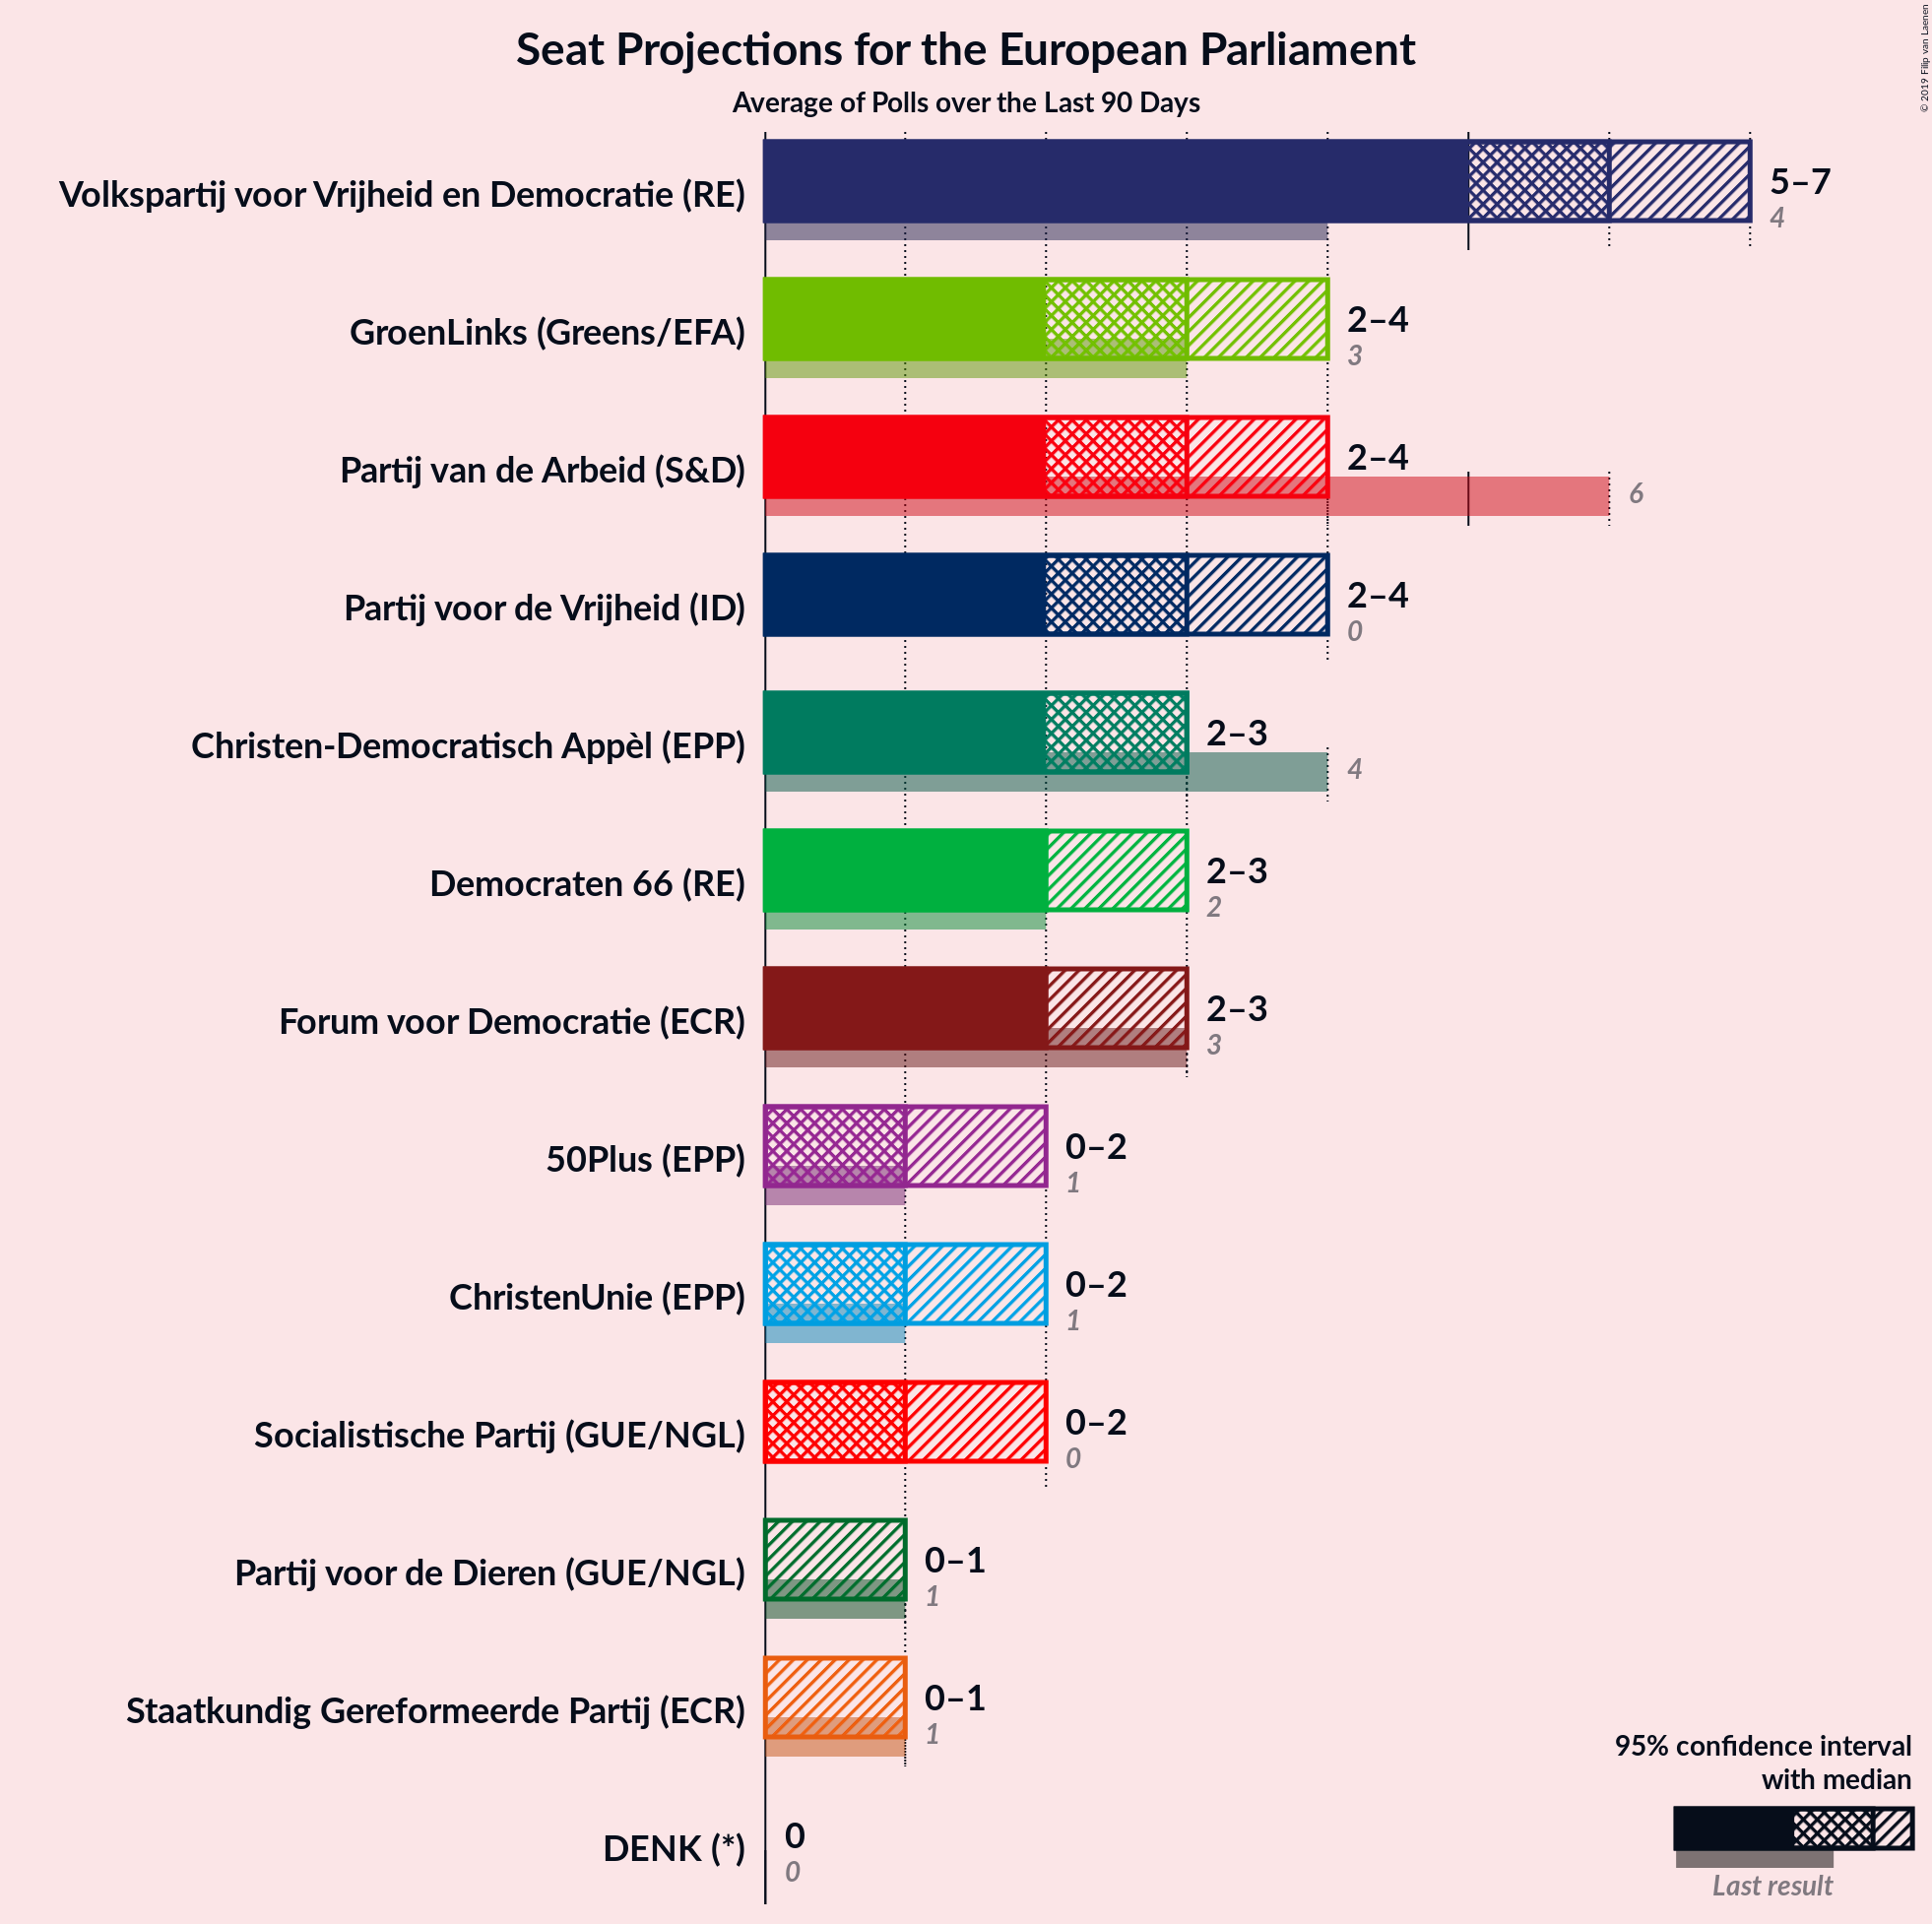 Seat Projections for the European Parliament
Average of Polls over the Last 90 Days
© 2019 Filip van Laenen
Volkspartij voor Vrijheid en Democratie (RE)
5–7
4
GroenLinks (Greens/EFA)
2–4
3
Partij van de Arbeid (S&D)
2–4
6
Partij voor de Vrijheid (ID)
2–4
0
Christen-Democratisch Appèl (EPP)
2–3
4
Democraten 66 (RE)
2–3
2
Forum voor Democratie (ECR)
2–3
3
50Plus (EPP)
0–2
1
ChristenUnie (EPP)
0–2
1
Socialistische Partij (GUE/NGL)
0–2
0
Partij voor de Dieren (GUE/NGL)
0–1
1
Staatkundig Gereformeerde Partij (ECR)
0–1
1
DENK (*)
0
0
95% confidence interval
with median
Last result